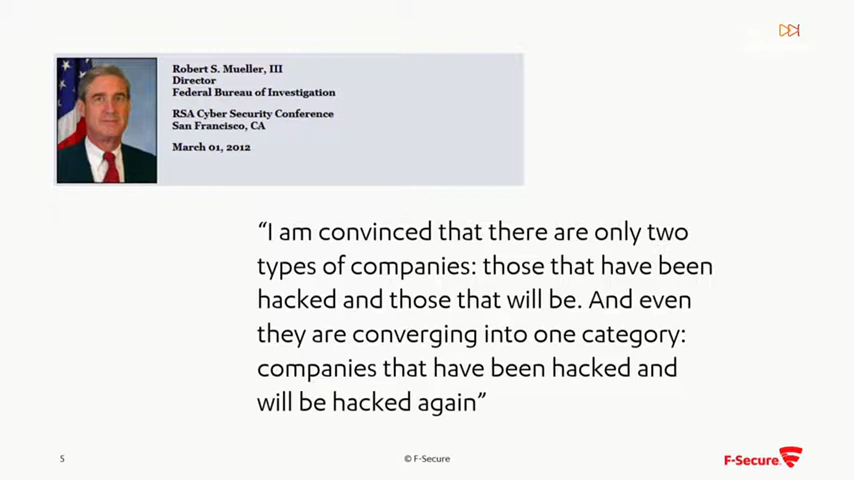 Robert S. Mueller, III
Director
Federal Bureau of Investigation
RSA Cyber Security Conference
San Francisco, CA
March 01, 2012
“I am convinced that there are only two
types of companies: those that have been
hacked and those that will be. And even
they are converging into one category:
companies that have been hacked and
will be hacked again”
5
© F-Secure
F-Secure